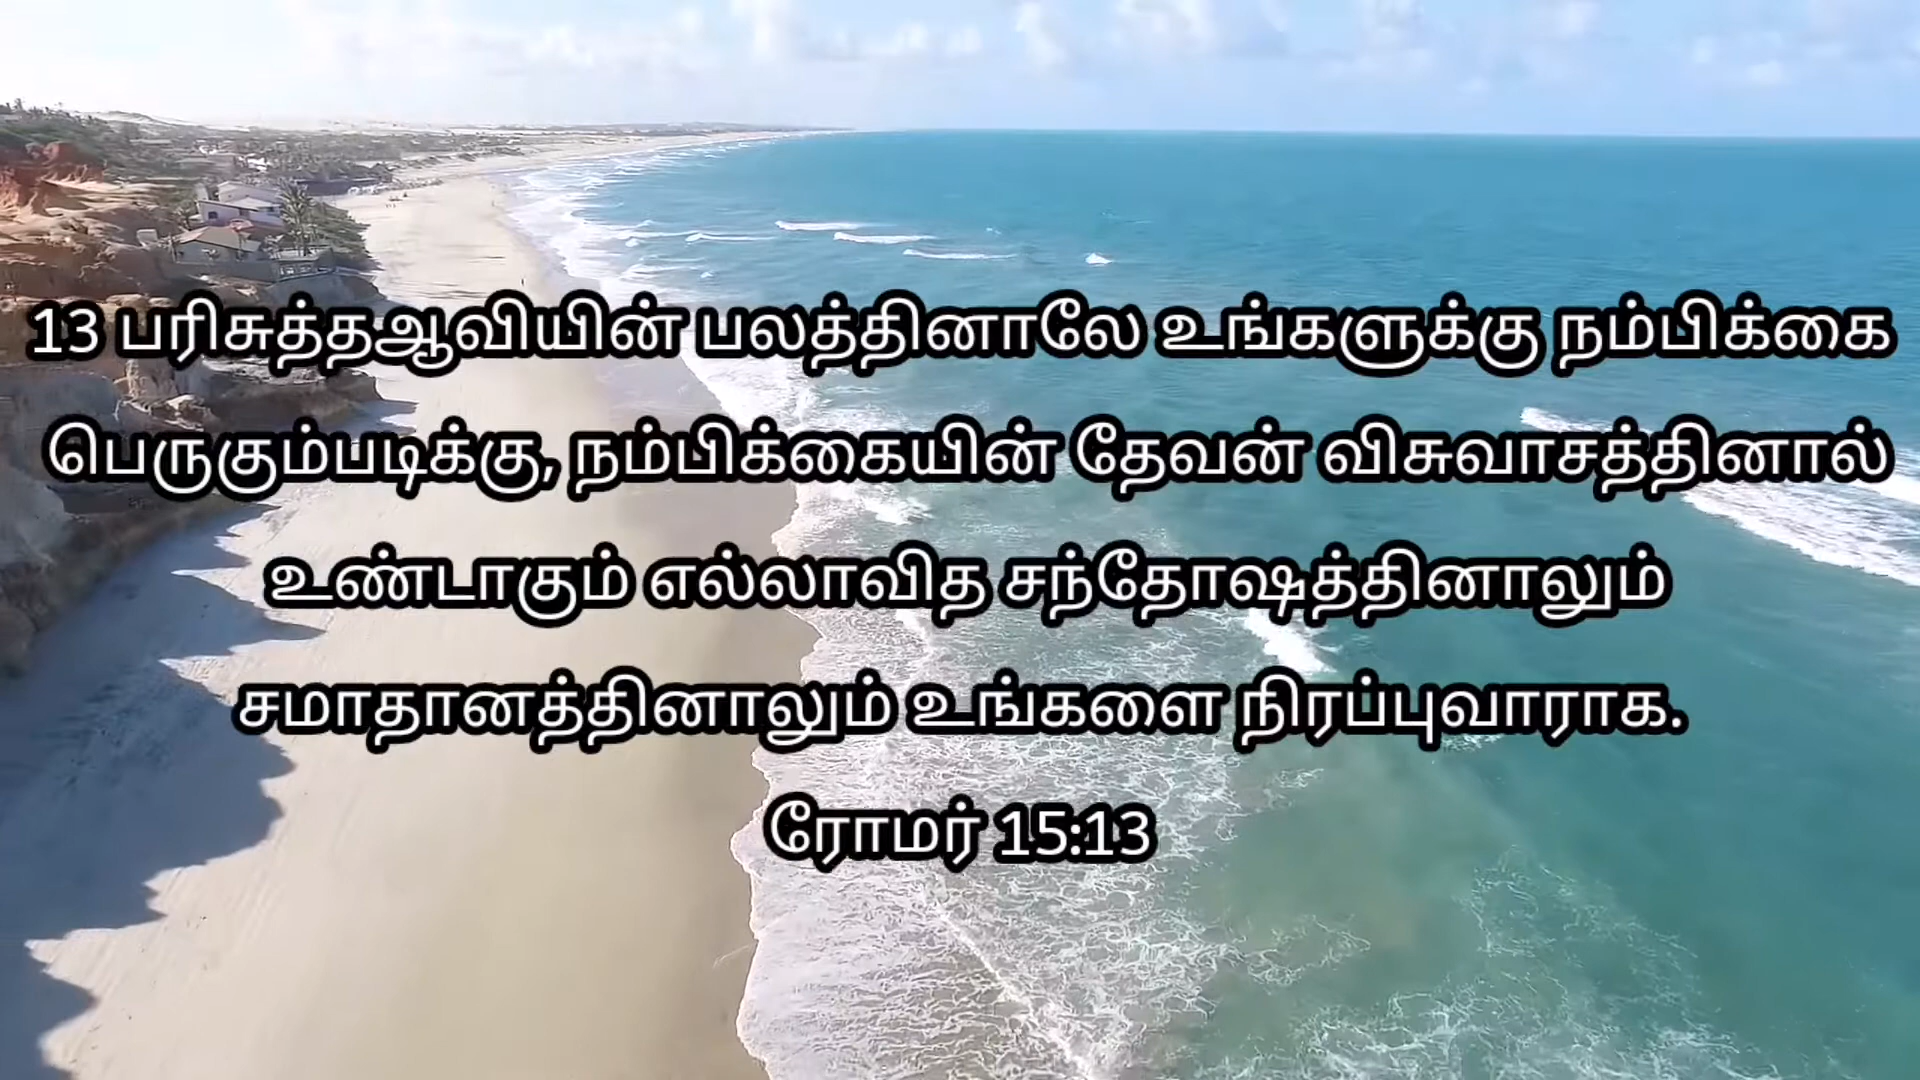 13 பரிசுத்தஆவியின் பலத்தினாலே உங்களுக்கு நம்பிக்கை
பெருகும்படிக்கு, நம்பிக்கையின் தேவன் விசுவாசத்தினால்
உண்டாகும் எல்லாவித சந்தோஷத்தினாலும்
சமாதானத்தினாலும் உங்களை நிரப்புவாராக.
ரோமர் 15:13